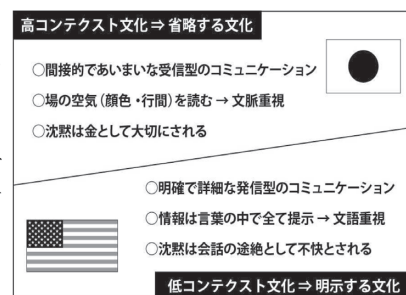 高コンテクスト文化⇒省略する文化
○間接的であいまいな受信型のコミュニケーション
○場の空気(顔色・行間)を読む→文脈重視
○沈黙は金として大切にされる
○明確で詳細な発信型のコミュニケーション
○情報は言葉の中で全て提示→文語重視
○沈黙は会話の途絶として不快とされる
低コンテクスト文化⇒明示する文化